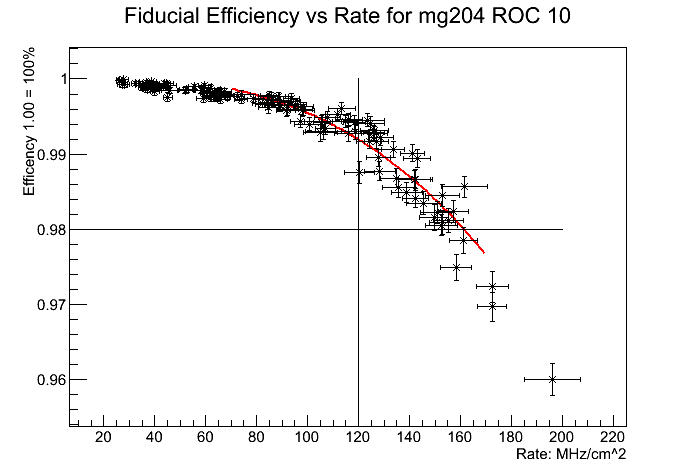 Fiducial Efficiency vs Rate for mg204 ROC 10
Efficency 1.00 = 100%
1
0.99
0.98
0.97
0.96
20 40 60 80 100 120 140 160 180 200 220
Rate: MHz/cm^2